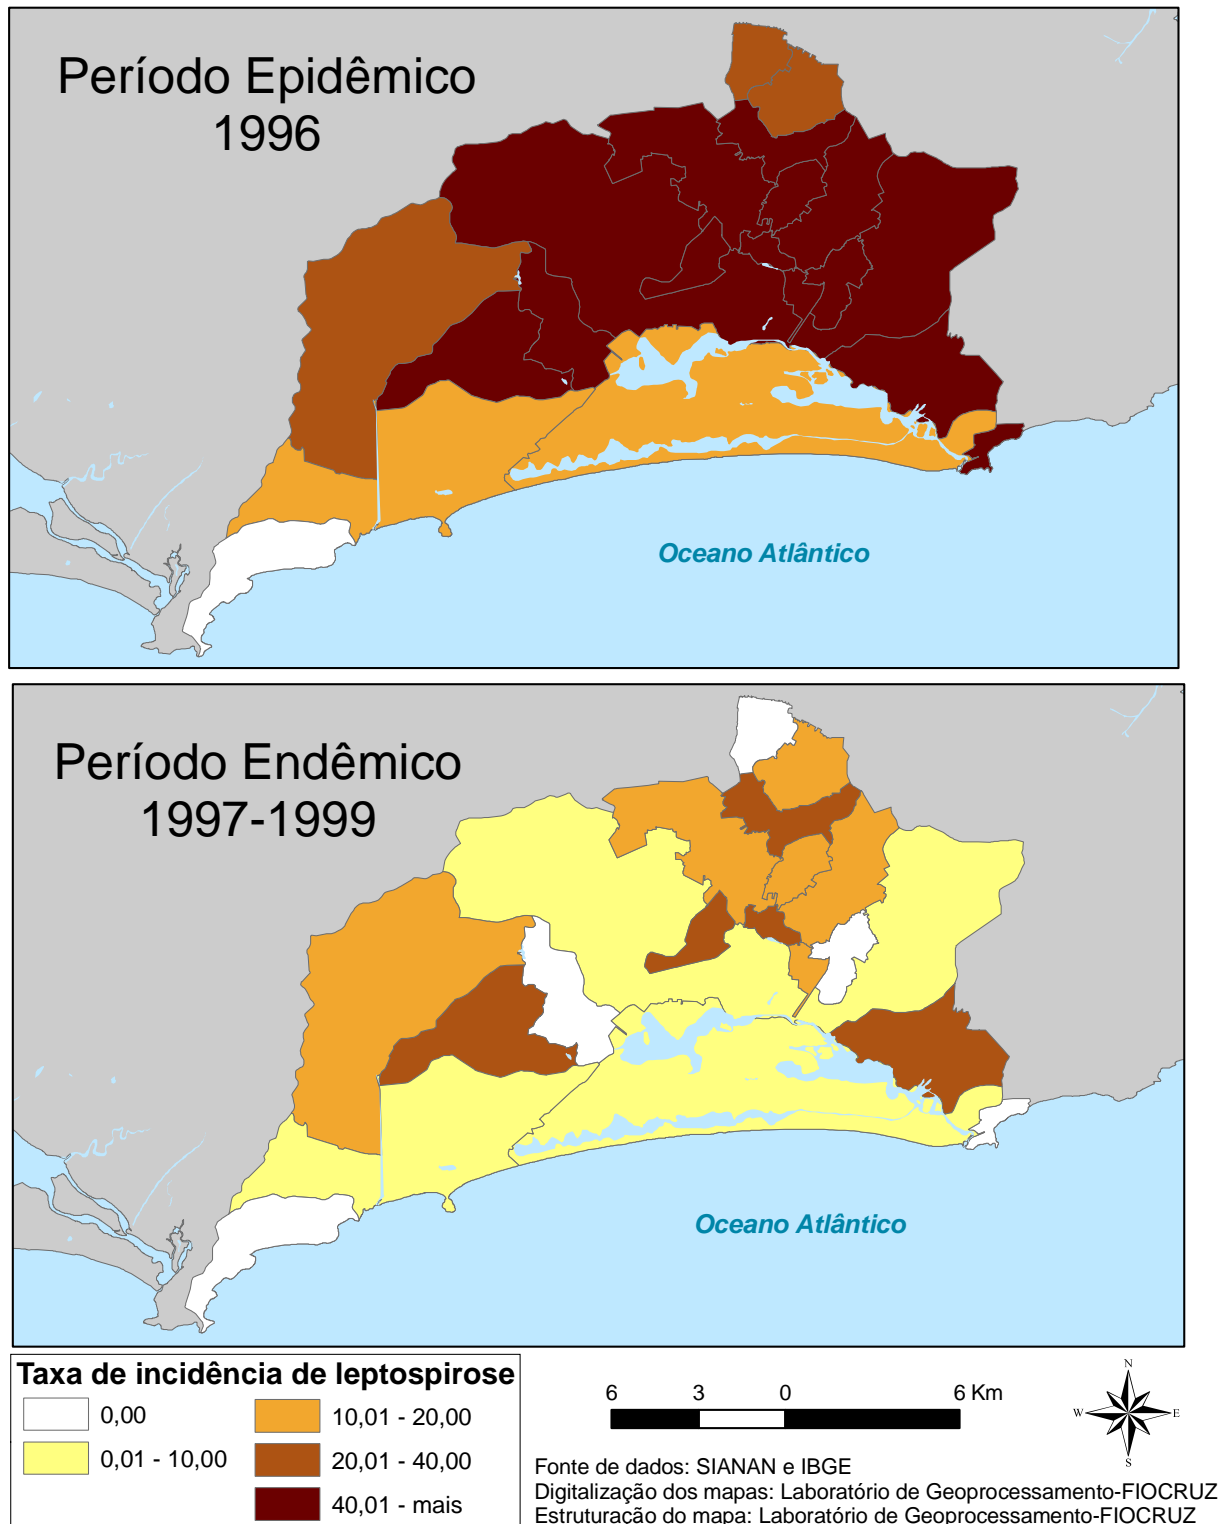 Período Epidêmico
1996
Oceano Atlântico
Período Endêmico
1997-1999
Oceano Atlântico
Taxa de incidência de leptospirose
0,00
0,01 - 10,00
10,01 - 20,00
20,01 - 40,00
40,01 - mais
6 3 0 6 Km
N
W E
S
Fonte de dados: SIANAN e IBGE
Digitalização dos mapas: Laboratório de Geoprocessamento-FIOCRUZ
Estruturação do mapa: Laboratório de Geoprocessamento-FIOCRUZ